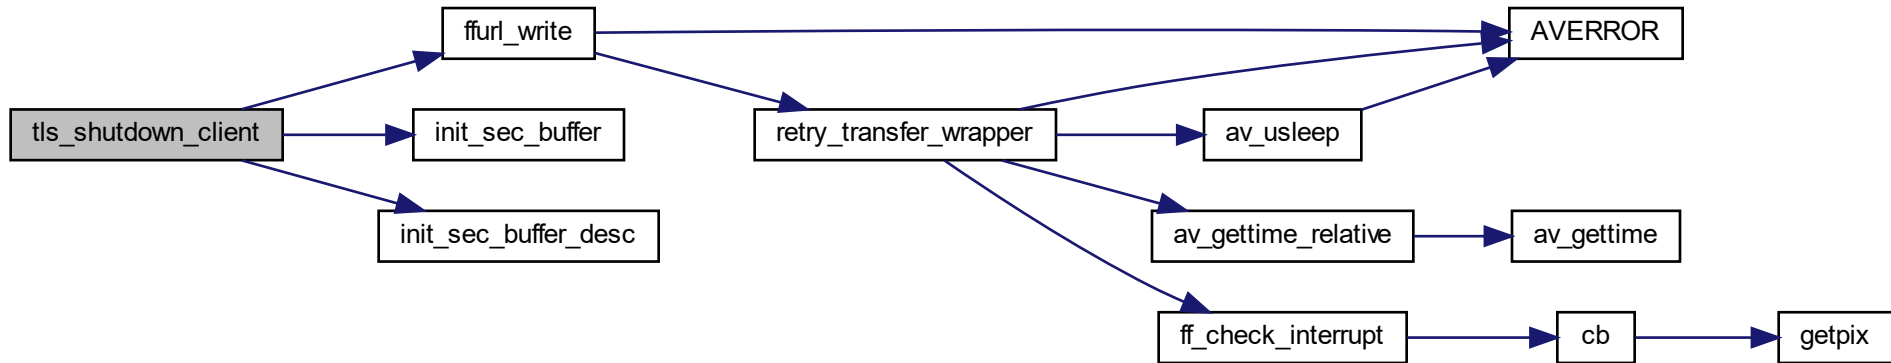 ffurl_write
AVERROR
tls_shutdown_client
init_sec_buffer
retry_transfer_wrapper
av_usleep
init_sec_buffer_desc
av_gettime_relative
av_gettime
ff_check_interrupt
cb
getpix